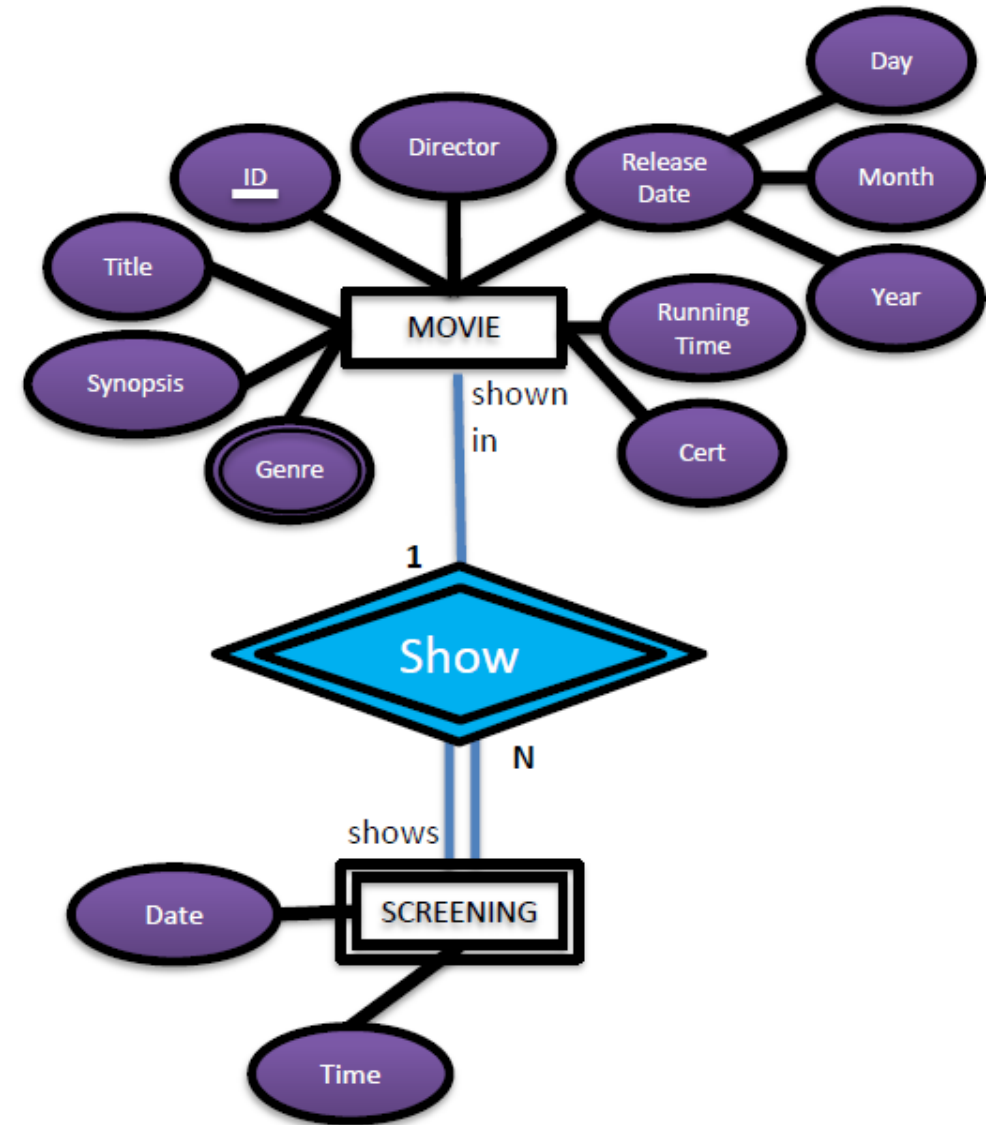 Day
Director
Release
Date
Month
ID
Title
Year
Running
Time
MOVIE
Synopsis
shown
in
Cert
Genre
1
Show
N
shows
SCREENING
Date
Time